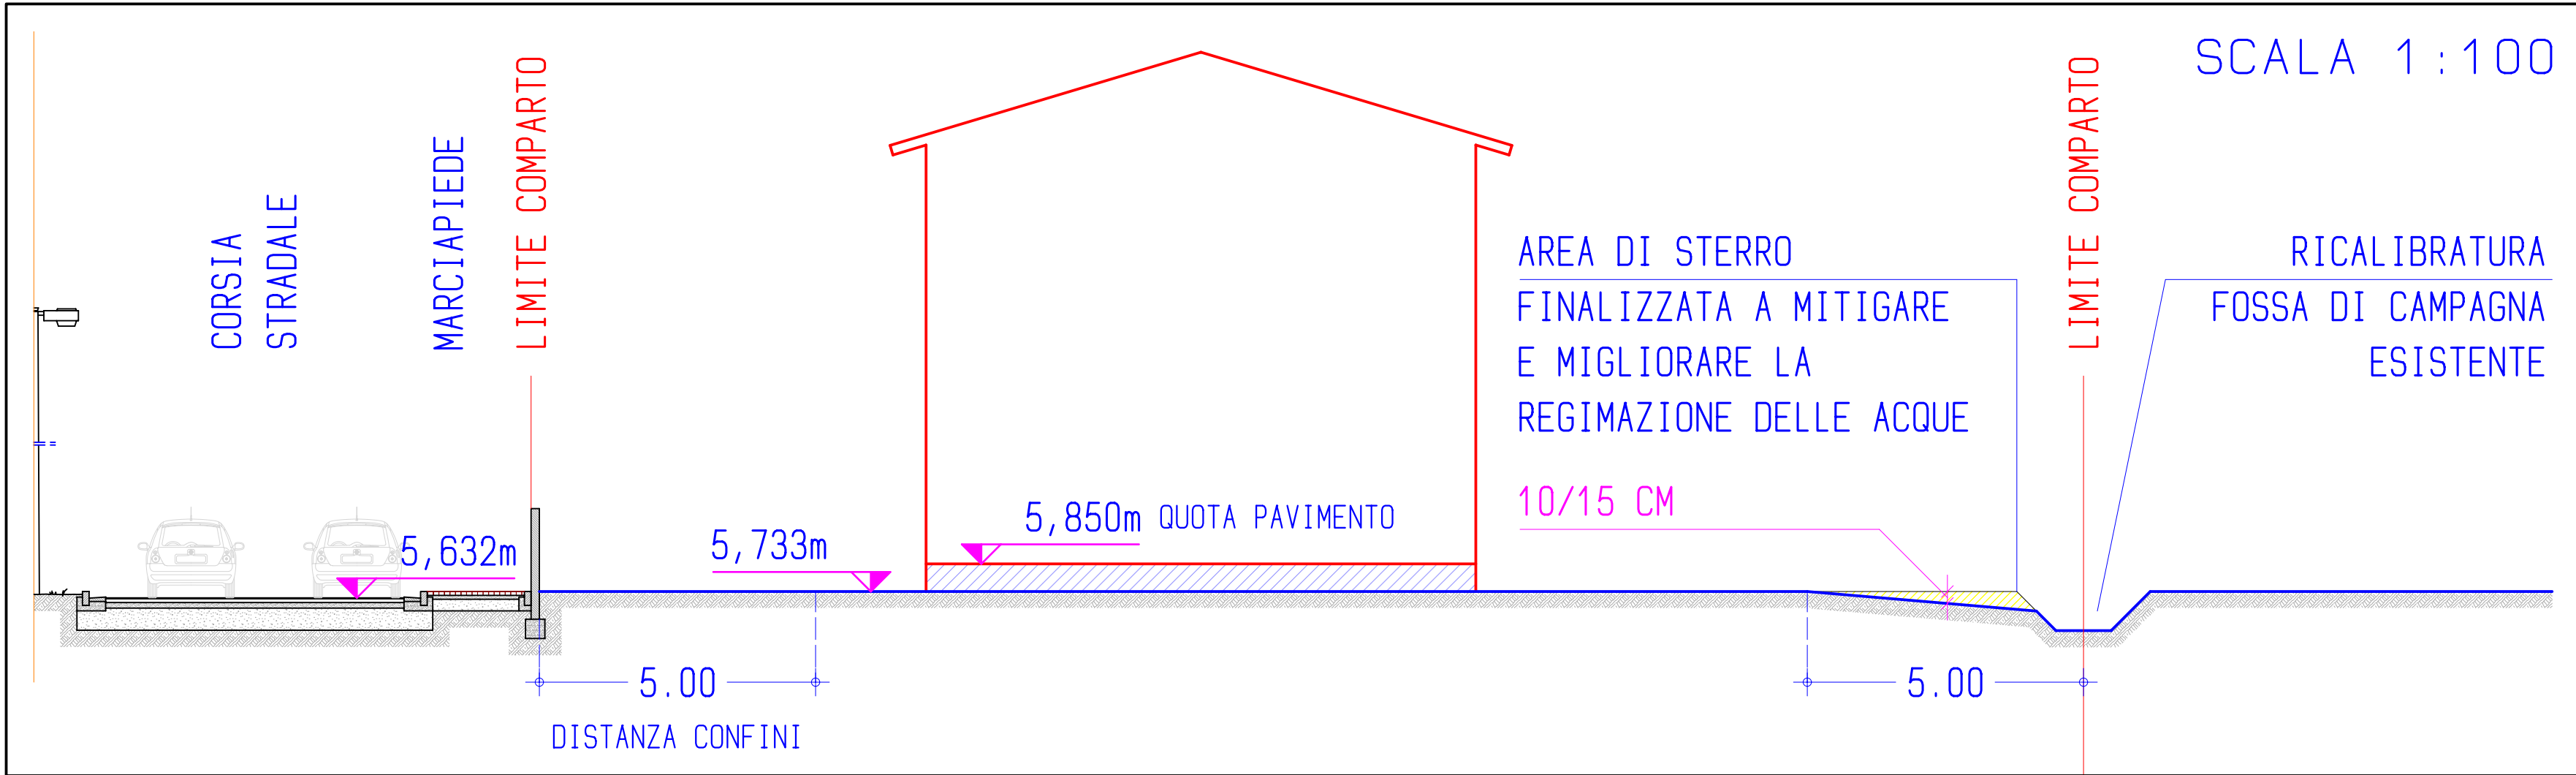 SCALA 1:100
CORSIA
STRADALE
MARCIAPIEDE
LIMITE COMPARTO
LIMITE COMPARTO
AREA DI STERRO
FINALIZZATA A MITIGARE
E MIGLIORARE LA
REGIMAZIONE DELLE ACQUE
10/15 CM
RICALIBRATURA
FOSSA DI CAMPAGNA
ESISTENTE
5,632m
5,733m
5,850m QUOTA PAVIMENTO
5.00
DISTANZA CONFINI
5.00